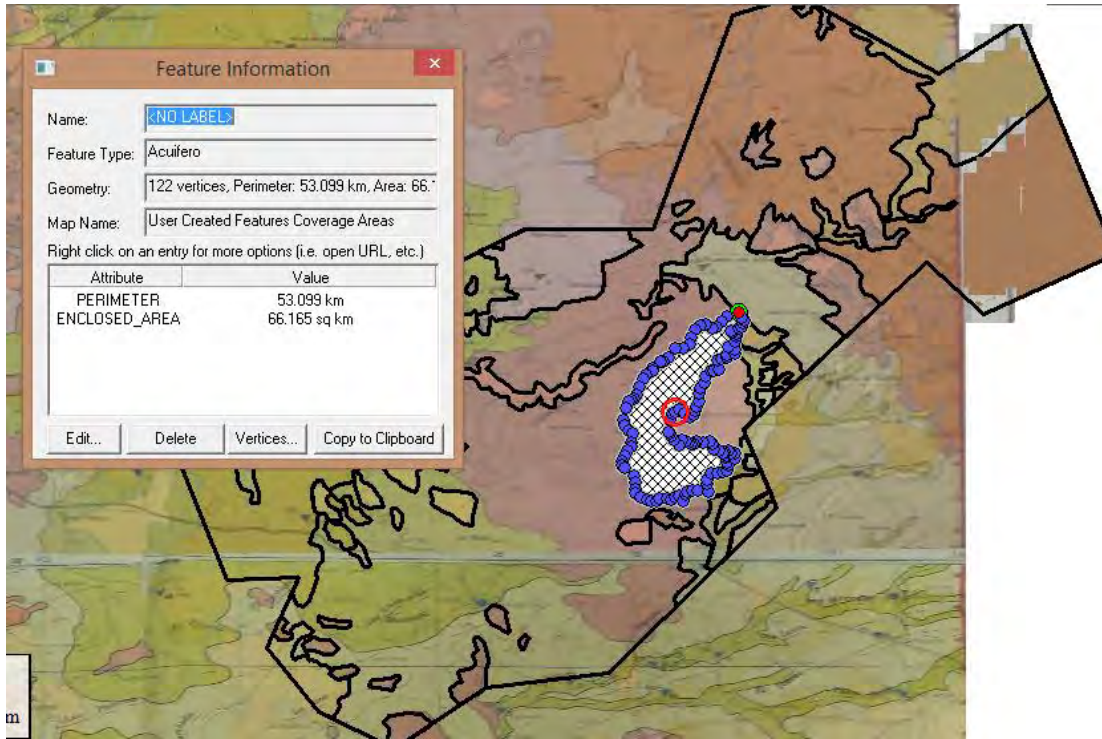 Feature Information
Name: <NO LABEL>
Feature Type: Acuifero
Geometry: 122 vertices, Perimeter: 53.099 km, Area: 66.
Map Name: User Created Features Coverage Areas
Right click on an entry for more options (i.e. open URL, etc.)
Attribute Value
PERIMETER 53.099 km
ENCLOSED_AREA 66.165 sq km
Edit... Delete Vertices... Copy to Clipboard
m